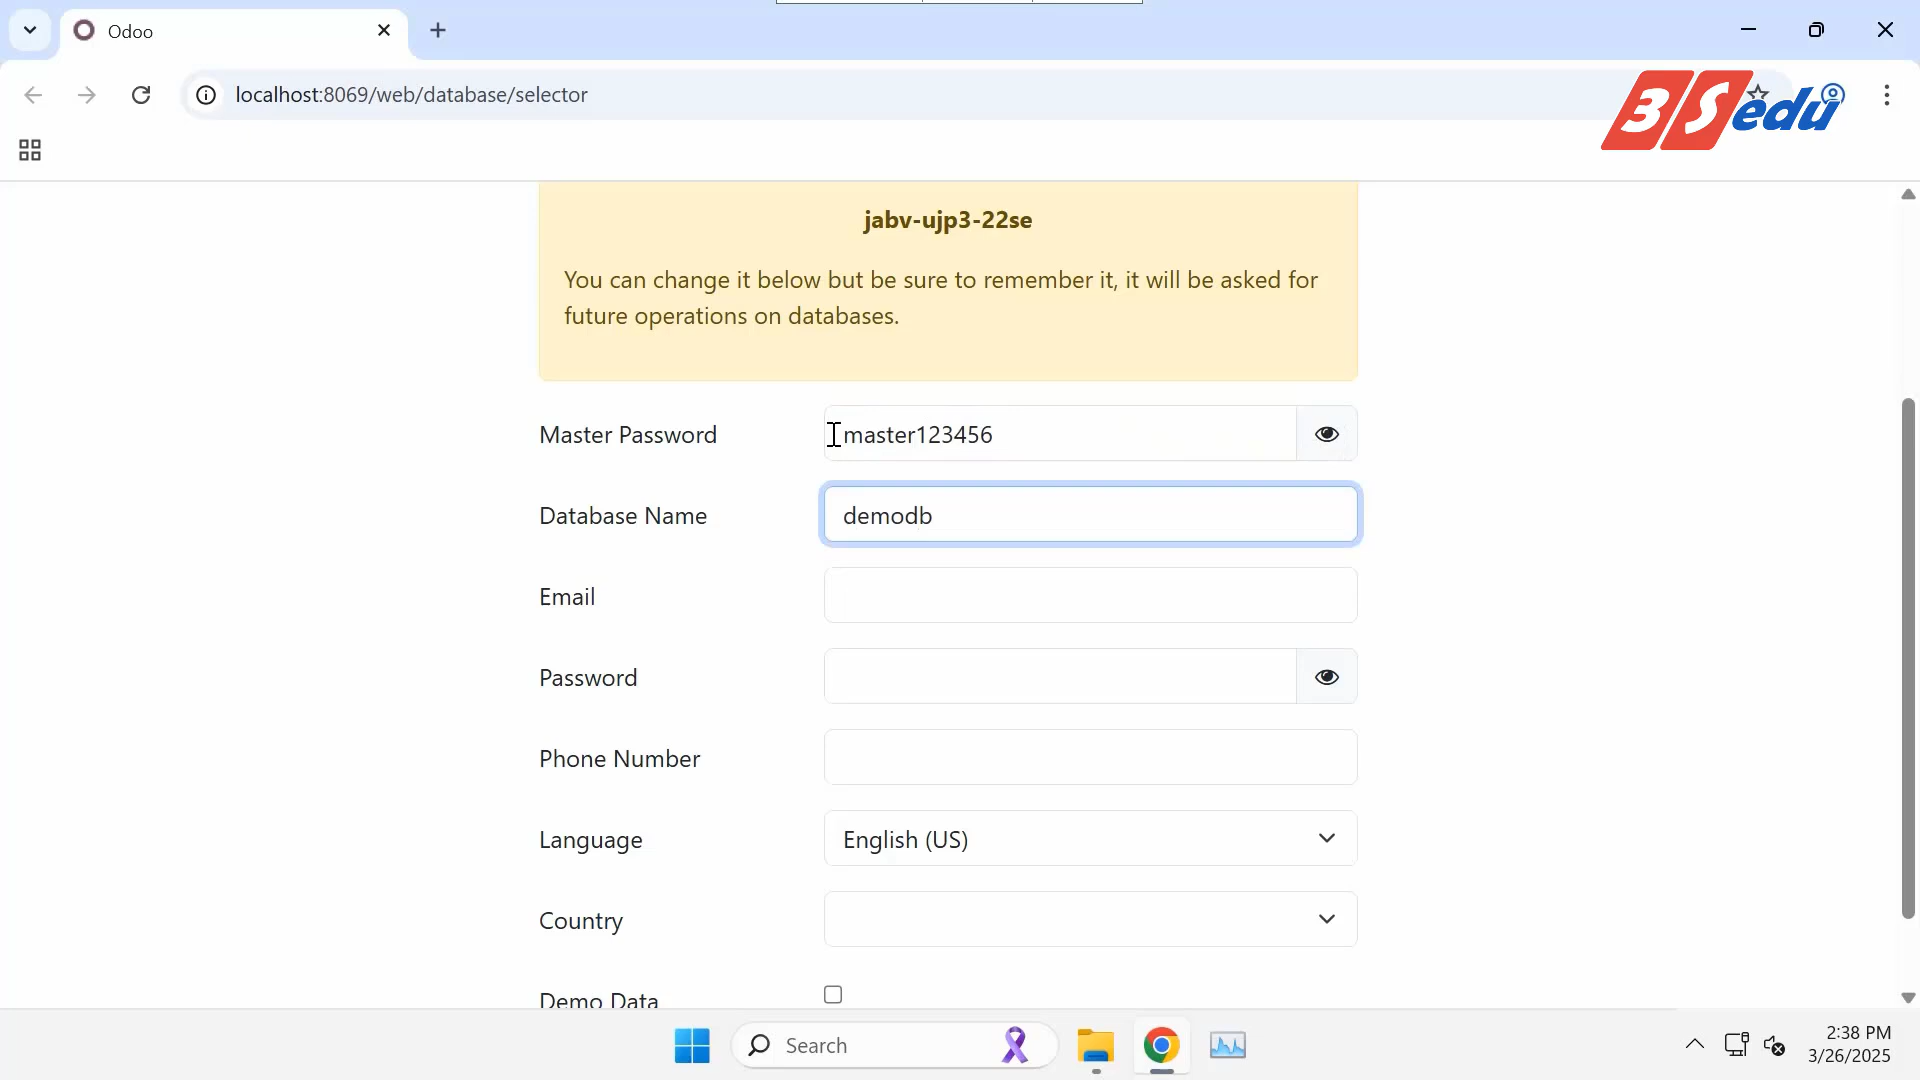 Odoo
localhost:8069/web/database/selector
3Sedu
jabv-ujp3-22se
You can change it below but be sure to remember it, it will be asked for
future operations on databases.
Master Password
master123456
Database Name
demodb
Email
Password
Phone Number
Language
English (US)
Country
Demo Data
Search
2:38 PM
3/26/2025